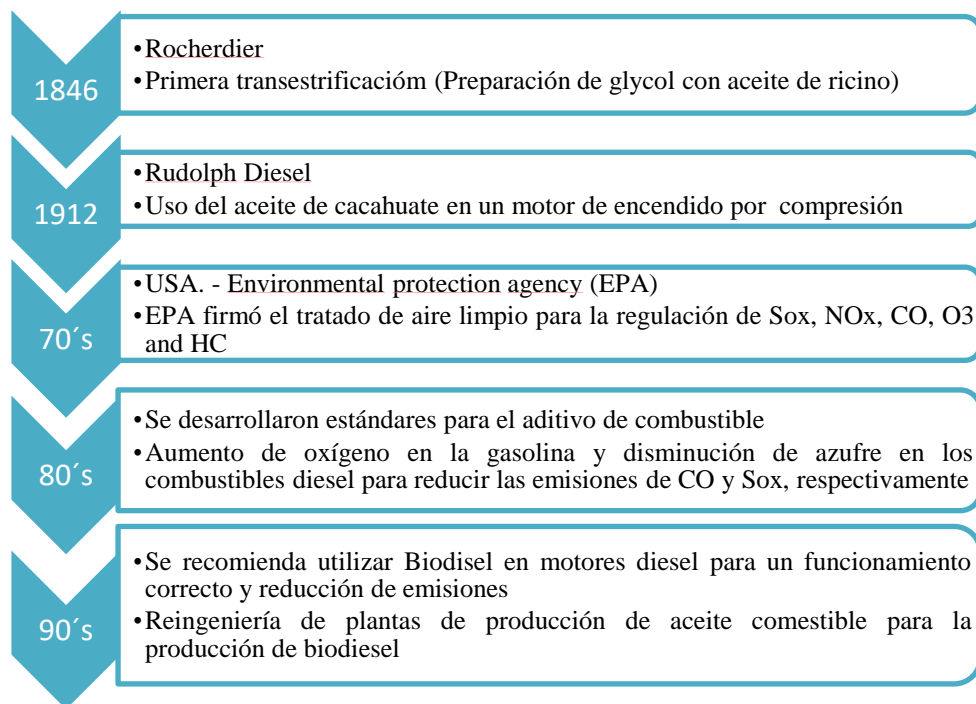 1846
•Rocherdier
•Primera transestrificacióm (Preparación de glycol con aceite de ricino)
1912
•Rudolph Diesel
•Uso del aceite de cacahuate en un motor de encendido por compresión
70´s
•USA. - Environmental protection agency (EPA)
•EPA firmó el tratado de aire limpio para la regulación de Sox, NOx, CO, O3
and HC
80´s
•Se desarrollaron estándares para el aditivo de combustible
•Aumento de oxígeno en la gasolina y disminución de azufre en los
combustibles diesel para reducir las emisiones de CO y Sox, respectivamente
90´s
•Se recomienda utilizar Biodisel en motores diesel para un funcionamiento
correcto y reducción de emisiones
•Reingeniería de plantas de producción de aceite comestible para la
producción de biodiesel